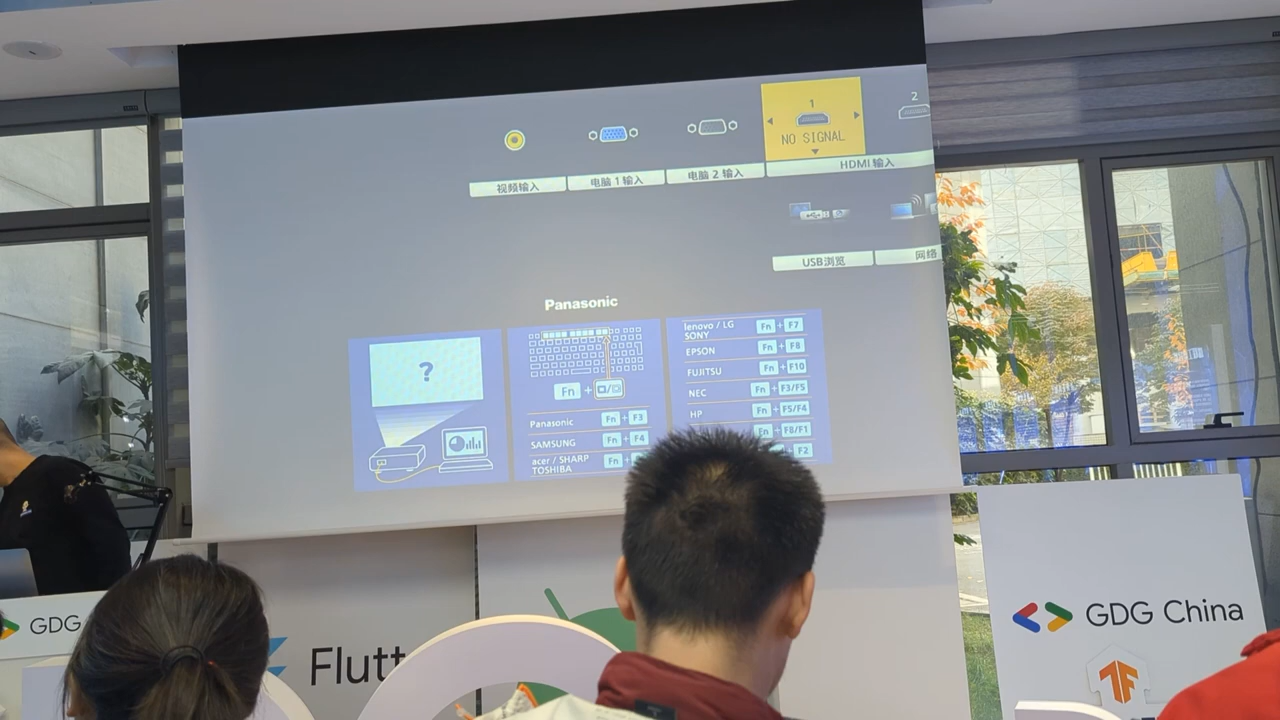 1
2
NO SIGNAL
视频输入
电脑 1 输入
电脑 2 输入
HDMI 输入
USB浏览
网络
Panasonic
?
Fn +
Panasonic Fn + F3
SAMSUNG Fn + F4
acer / SHARP
TOSHIBA Fn +
lenovo / LG
SONY Fn + F7
EPSON Fn + F8
FUJITSU Fn + F10
NEC Fn + F3/F5
HP Fn + F5/F4
Fn + F8/F1
+ F2
GDG
Flutt
GDG China